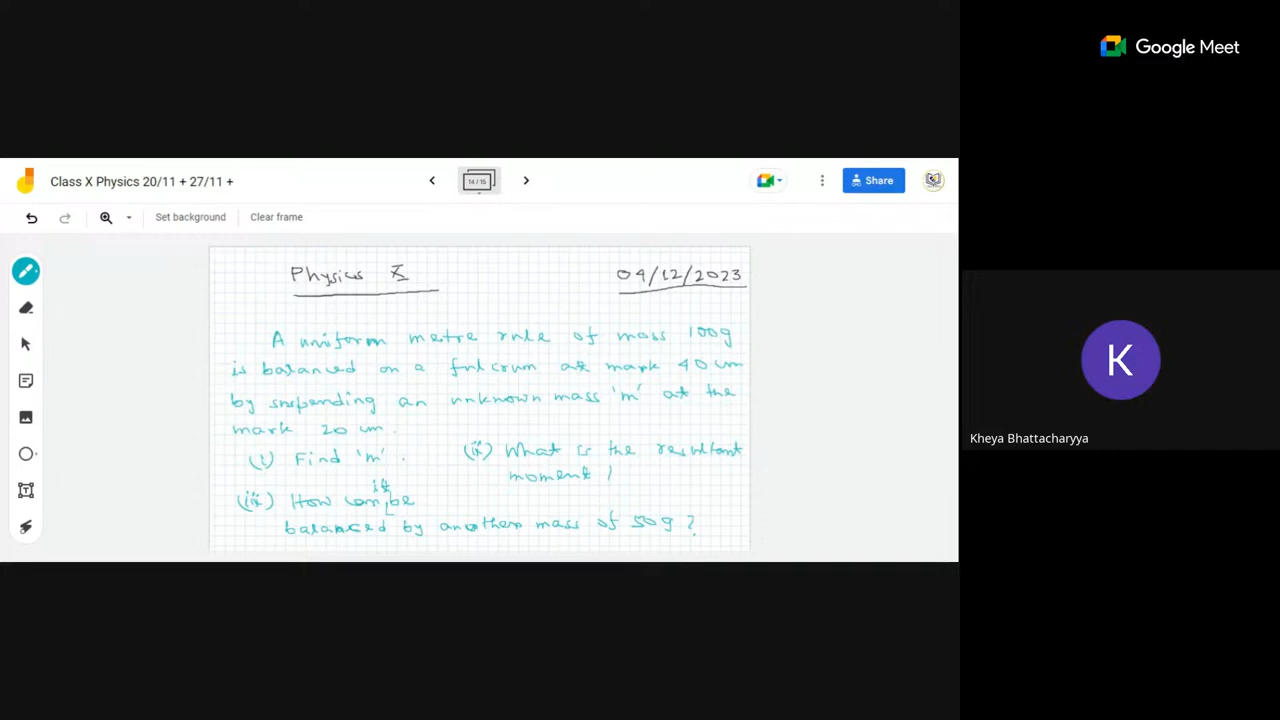 Google Meet
Class X Physics 20/11 + 27/11 +
14 / 15
Share
Set background
Clear frame
Physics X
04/12/2023
A uniform metre rule of mass 100g
is balanced on a fulcrum at mark 40 cm
by suspending an unknown mass 'm' at the
mark 20 cm.
(i) Find 'm'.
(ii) What is the resultant
moment?
(iii) How can it be
balanced by another mass of 50g?
K
Kheya Bhattacharyya